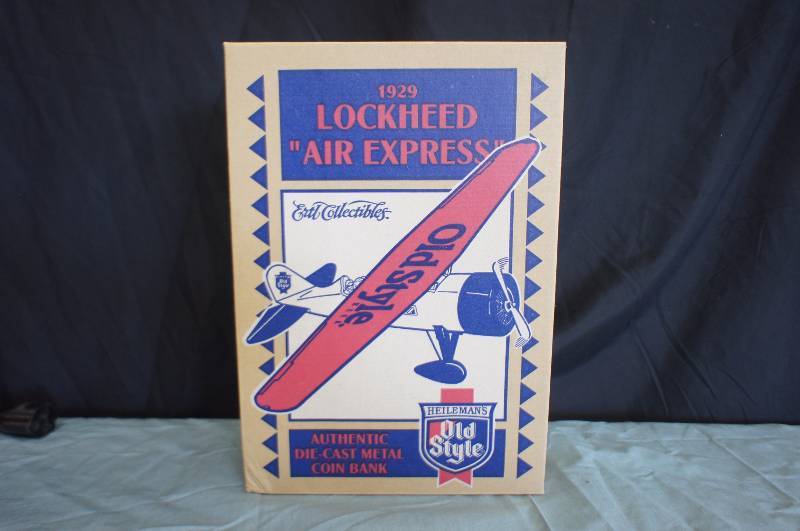 1929
LOCKHEED
"AIR EXPRESS"
Ertl Collectibles
Old Style
Old Style
HEILEMAN'S
Old
Style
AUTHENTIC
DIE-CAST METAL
COIN BANK